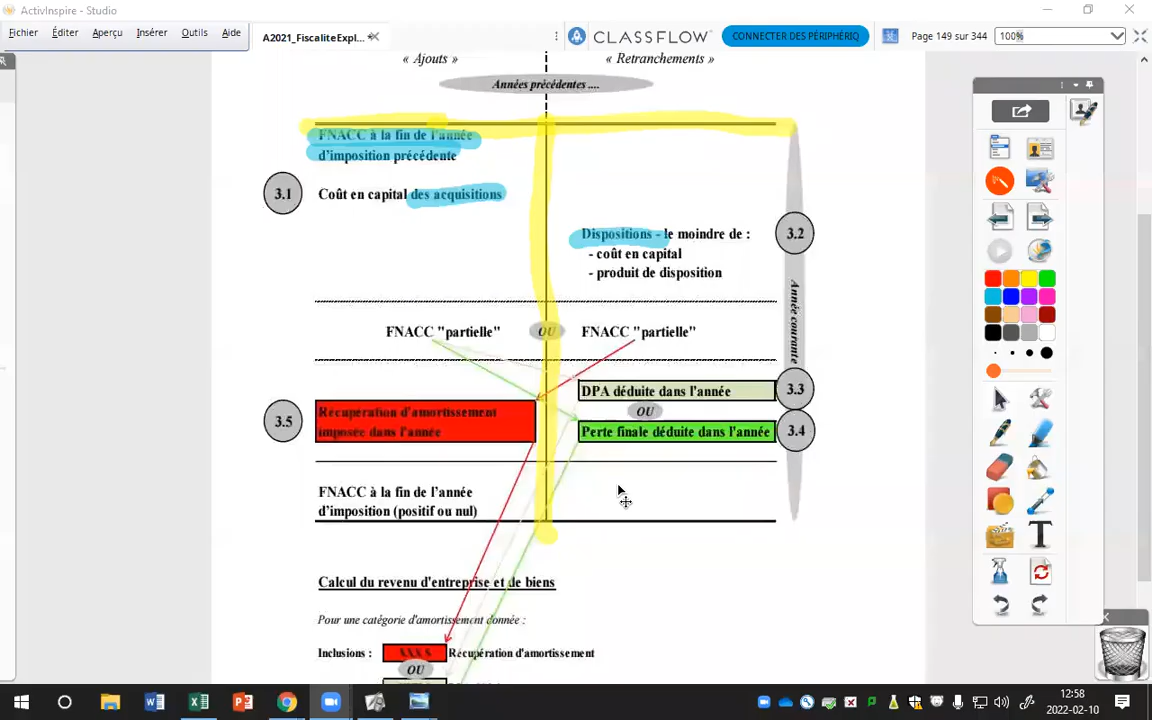 ActivInspire - Studio
Fichier Éditer Aperçu Insérer Outils Aide
A2021_FiscaliteExpl...
CLASSFLOW
CONNECTER DES PÉRIPHÉRIQ
Page 149 sur 344
100%
« Ajouts » « Retranchements »
Années précédentes ....
FNACC à la fin de l'année
d'imposition précédente
3.1 Coût en capital des acquisitions
Dispositions - le moindre de : 3.2
- coût en capital
- produit de disposition
Année courante
FNACC "partielle" OU FNACC "partielle"
DPA déduite dans l'année 3.3
OU
3.5 Récupération d'amortissement
imposée dans l'année
Perte finale déduite dans l'année 3.4
FNACC à la fin de l'année
d'imposition (positif ou nul)
Calcul du revenu d'entreprise et de biens
Pour une catégorie d'amortissement donnée :
Inclusions : XXX $ Récupération d'amortissement
OU
12:58
2022-02-10